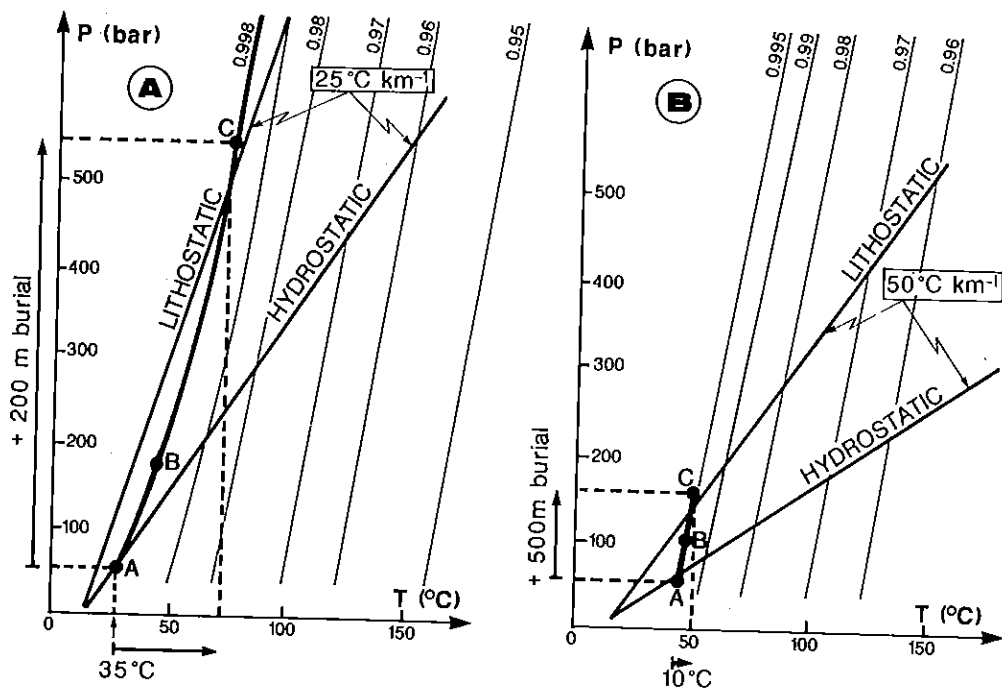 P (bar)
0.998
0.98
0.97
0.96
0.95
A
25°C km⁻¹
C
500
LITHOSTATIC
HYDROSTATIC
400
300
200
B
100
A
+ 200 m burial
T (°C)
0
50
100
150
35°C
P (bar)
0.995
0.99
0.98
0.97
0.96
B
500
LITHOSTATIC
400
50°C km⁻¹
300
200
HYDROSTATIC
C
100
B
A
+ 500m burial
T (°C)
0
50
100
150
10°C